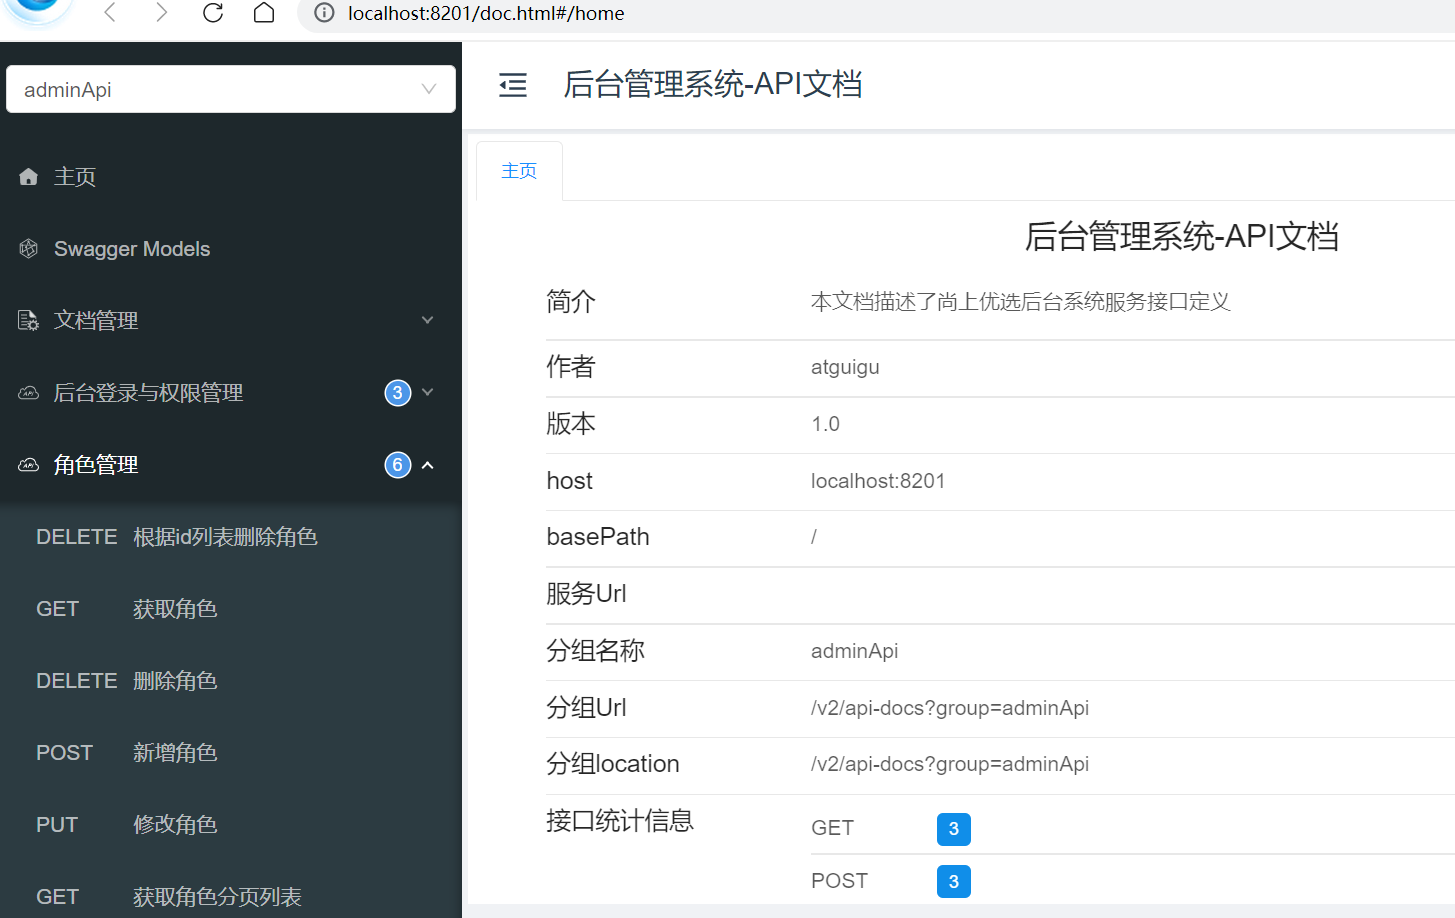 localhost:8201/doc.html#/home
adminApi
主页
Swagger Models
文档管理
后台登录与权限管理 3
角色管理 6
DELETE 根据id列表删除角色
GET 获取角色
DELETE 删除角色
POST 新增角色
PUT 修改角色
GET 获取角色分页列表
后台管理系统-API文档
主页
后台管理系统-API文档
简介 本文档描述了尚上优选后台系统服务接口定义
作者 atguigu
版本 1.0
host localhost:8201
basePath /
服务Url
分组名称 adminApi
分组Url /v2/api-docs?group=adminApi
分组location /v2/api-docs?group=adminApi
接口统计信息 GET 3
POST 3